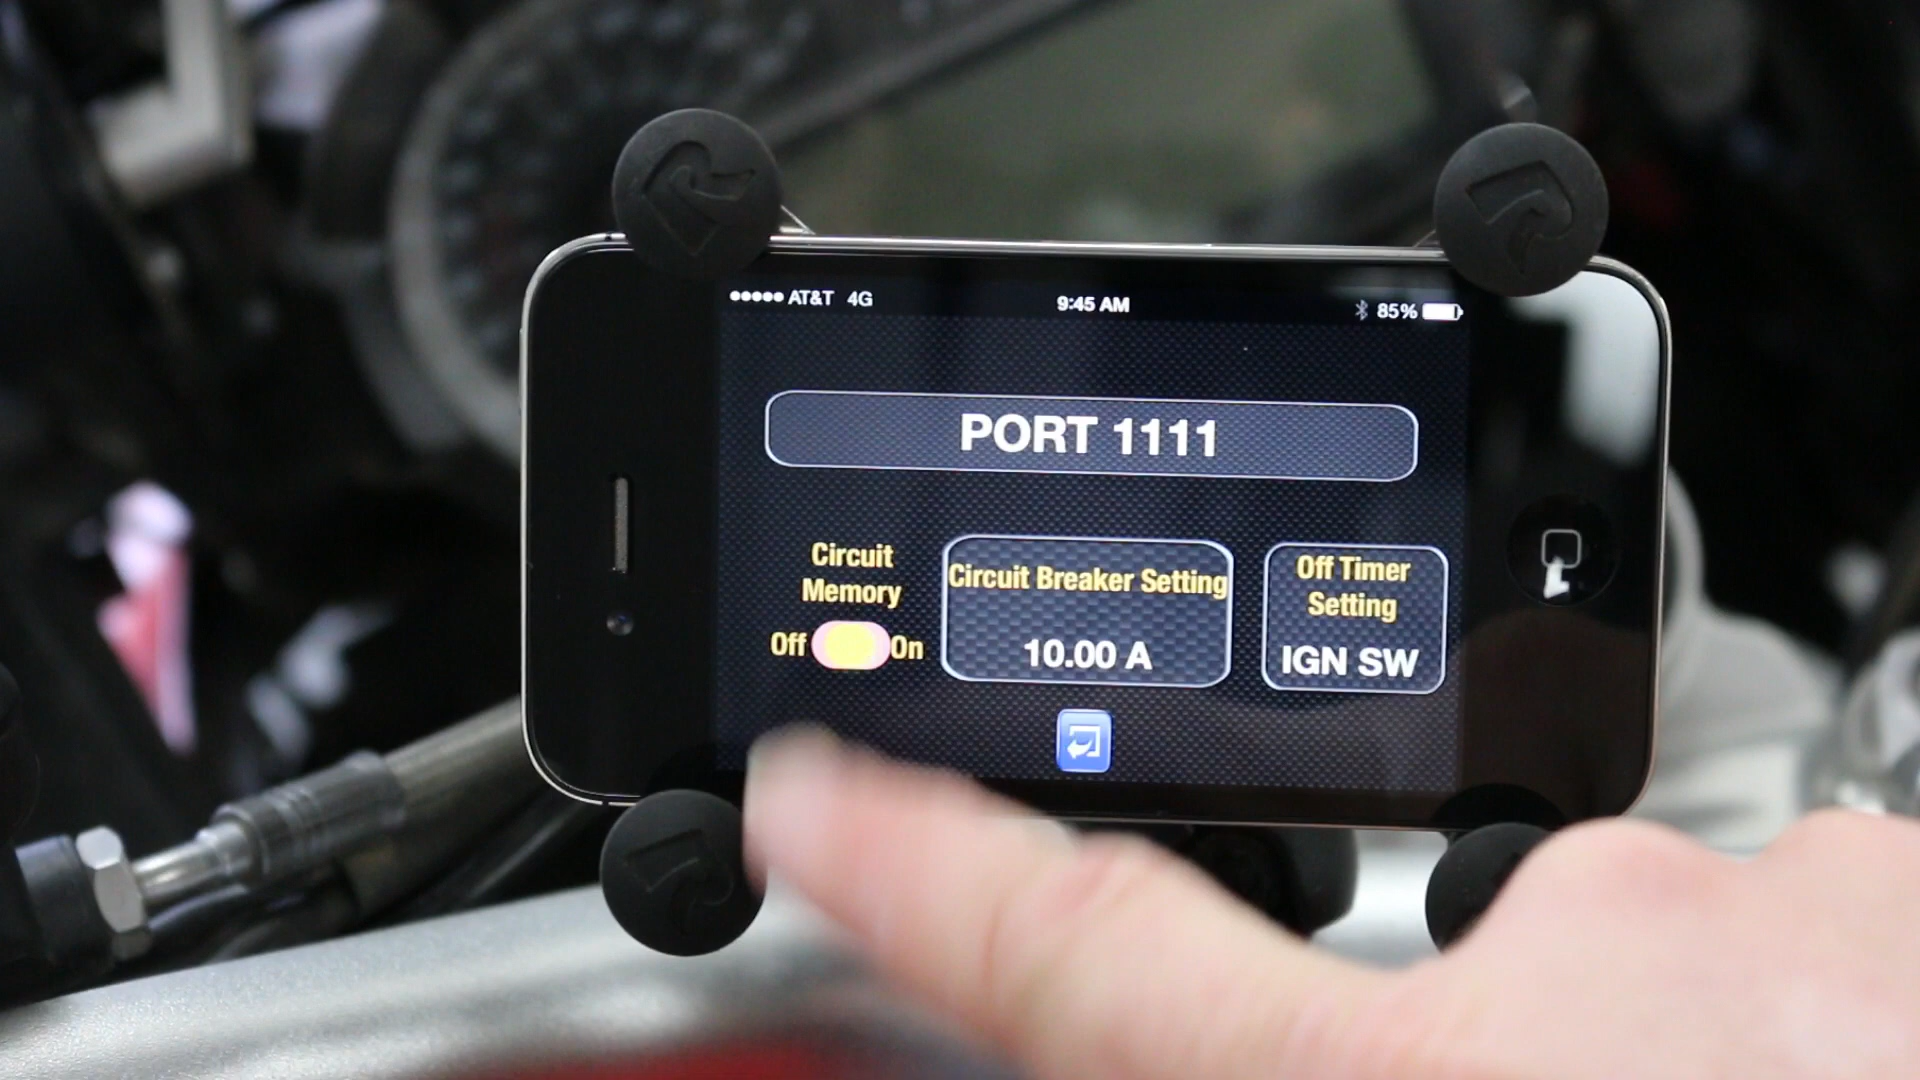 AT&T 4G 9:45 AM 85%
PORT 1111
Circuit
Memory
Off On
Circuit Breaker Setting
10.00 A
Off Timer
Setting
IGN SW